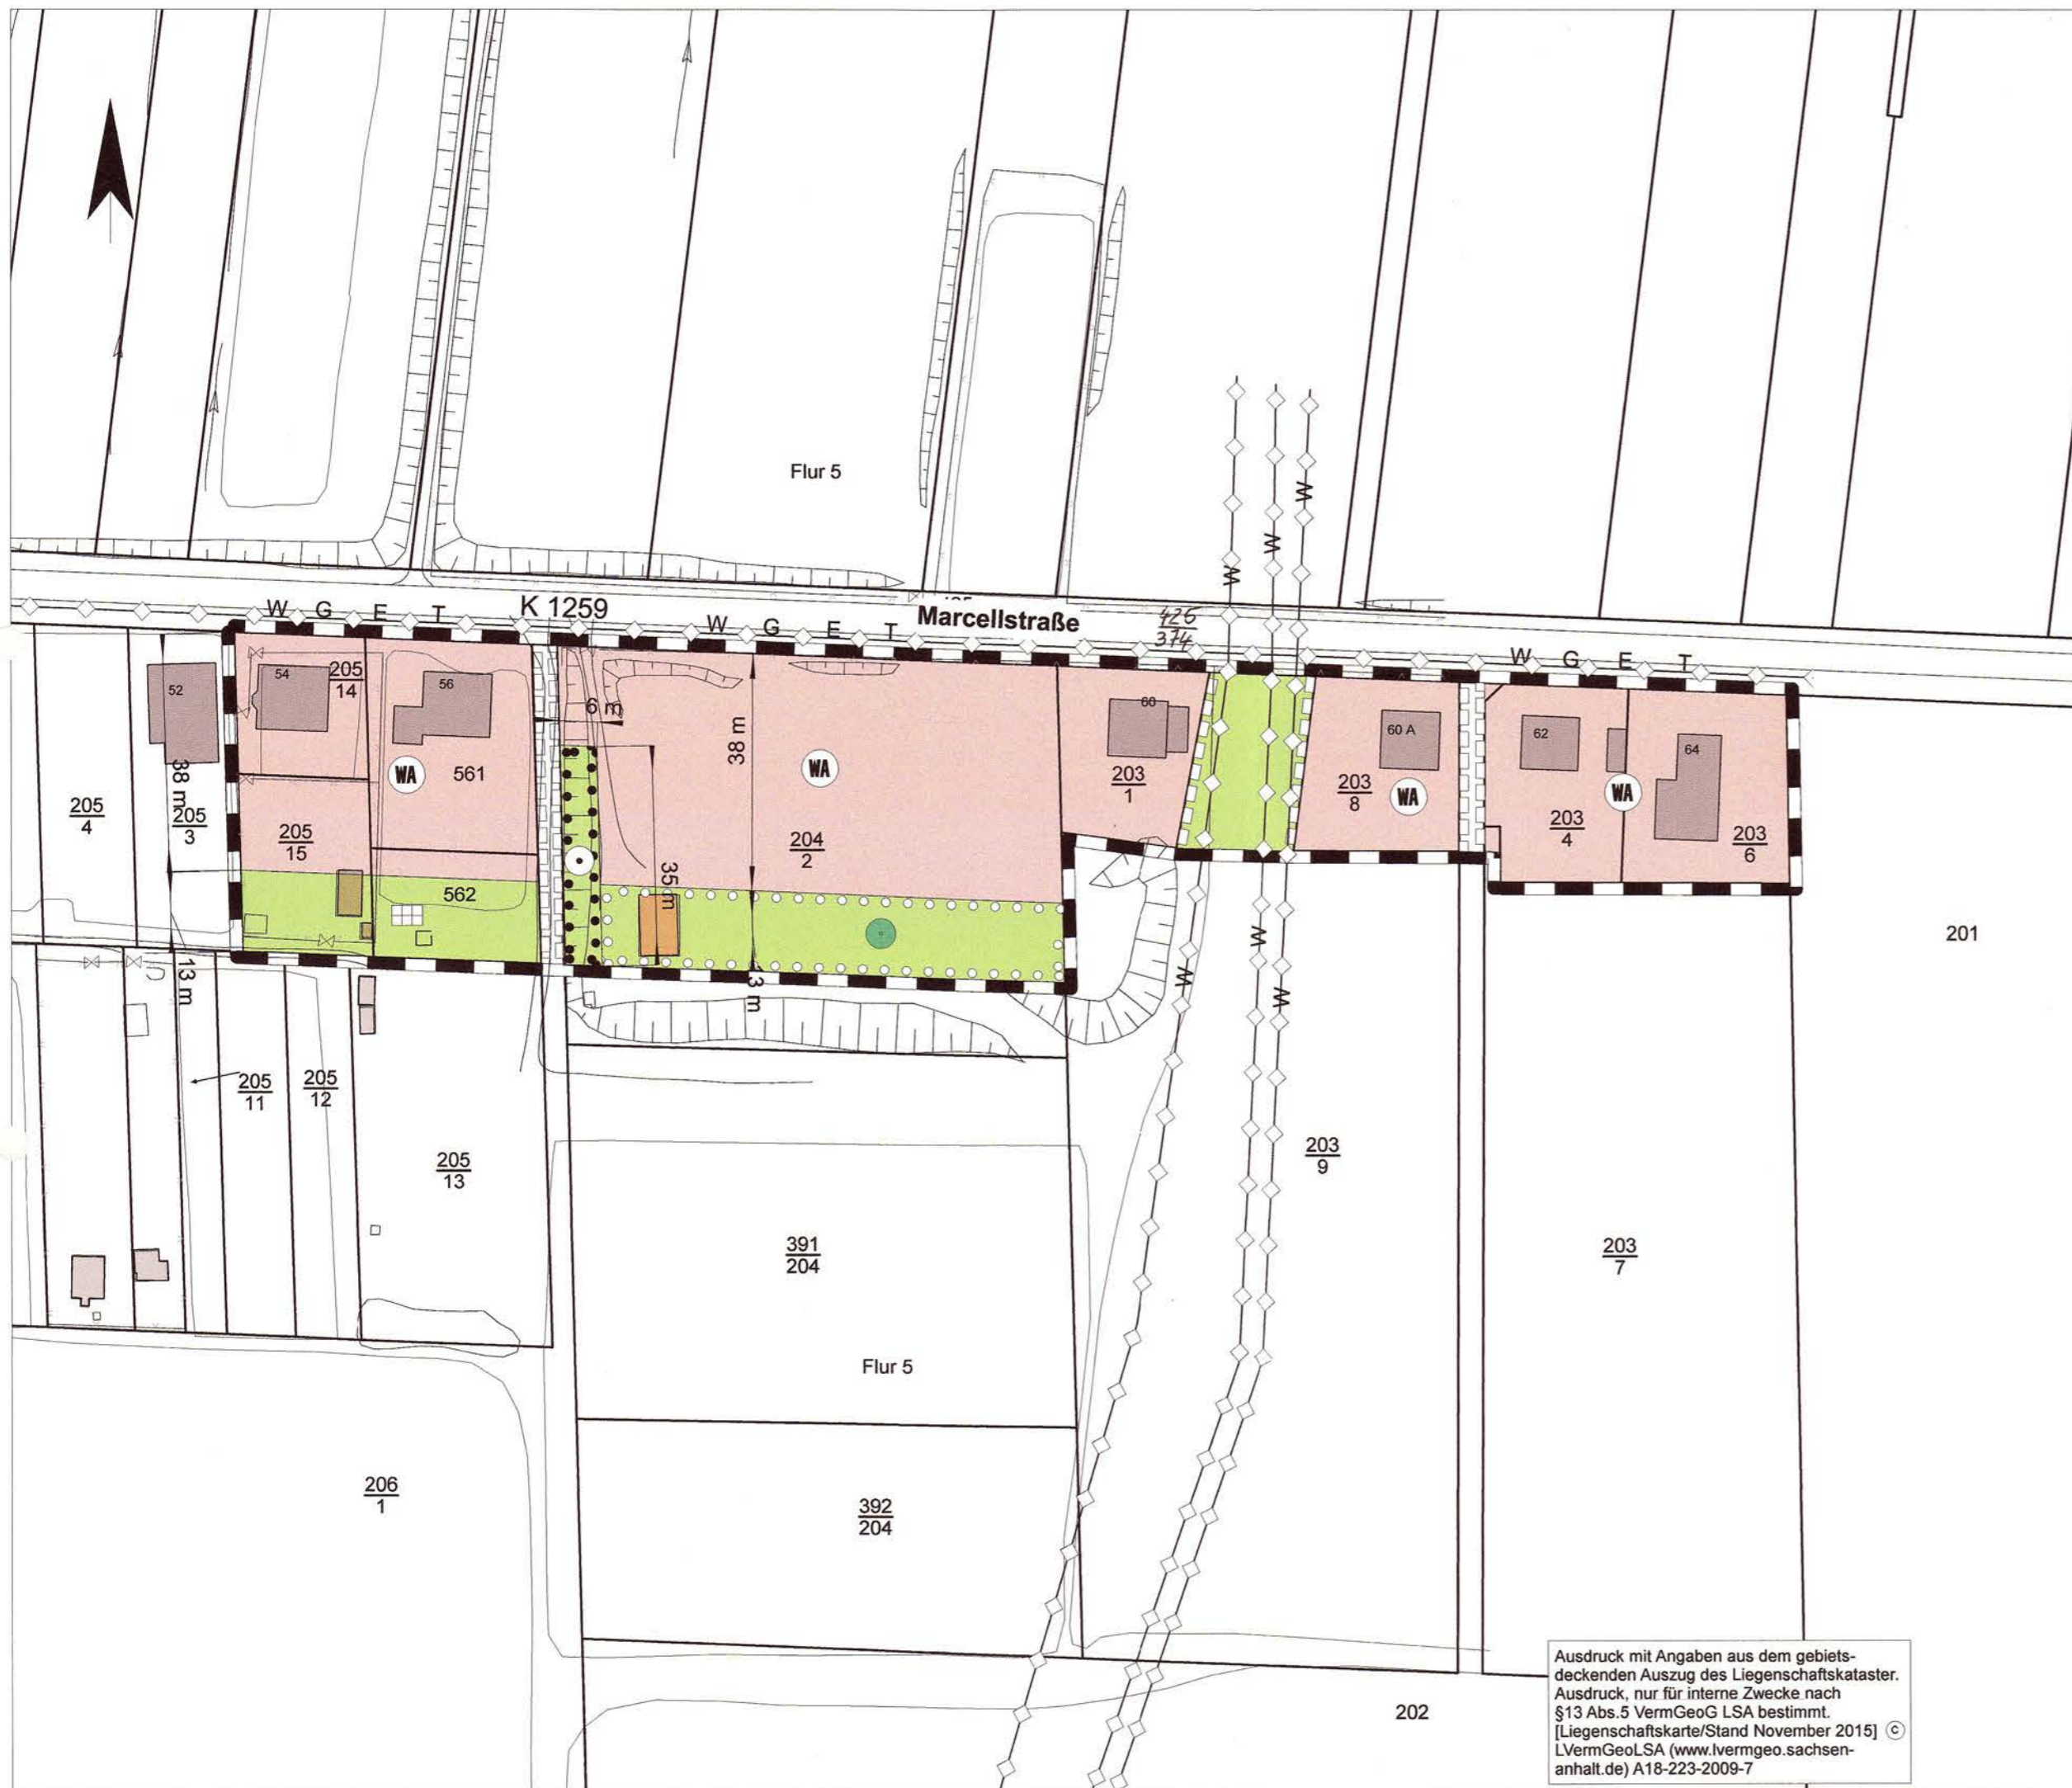 Flur 5
W G E T
K 1259
W G E T
Marcellstraße
426
374
W G E T
W
W
W
52
54
205
14
56
6 m
38 m
60
60 A
62
64
38 m
205
4
205
3
WA
561
WA
203
1
203
8
WA
WA
203
4
203
6
205
15
204
2
562
35 m
201
13 m
13 m
W
W
W
205
11
205
12
205
13
203
9
391
204
203
7
Flur 5
206
1
392
204
202
Ausdruck mit Angaben aus dem gebiets-
deckenden Auszug des Liegenschaftskataster.
Ausdruck, nur für interne Zwecke nach
§13 Abs.5 VermGeoG LSA bestimmt.
[Liegenschaftskarte/Stand November 2015] ©
LVermGeoLSA (www.lvermgeo.sachsen-
anhalt.de) A18-223-2009-7